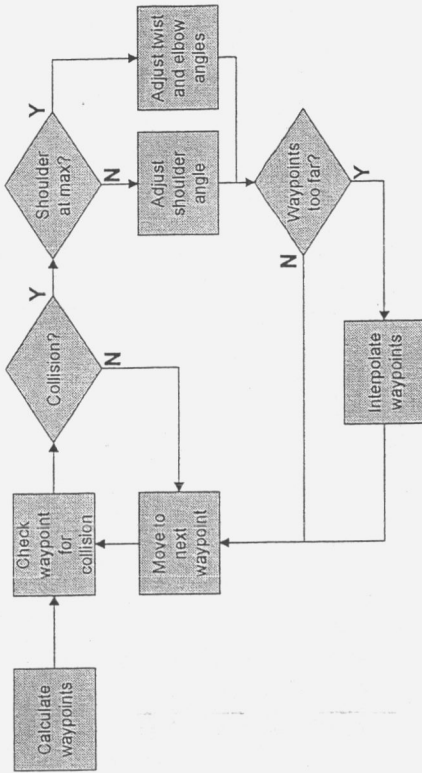 Calculate
waypoints
Check
waypoint
for
collision
Collision?
Y
N
Shoulder
at max?
Y
N
Adjust twist
and elbow
angles
Adjust
shoulder
angle
Move to
next
waypoint
Waypoints
too far?
N
Y
Interpolate
waypoints